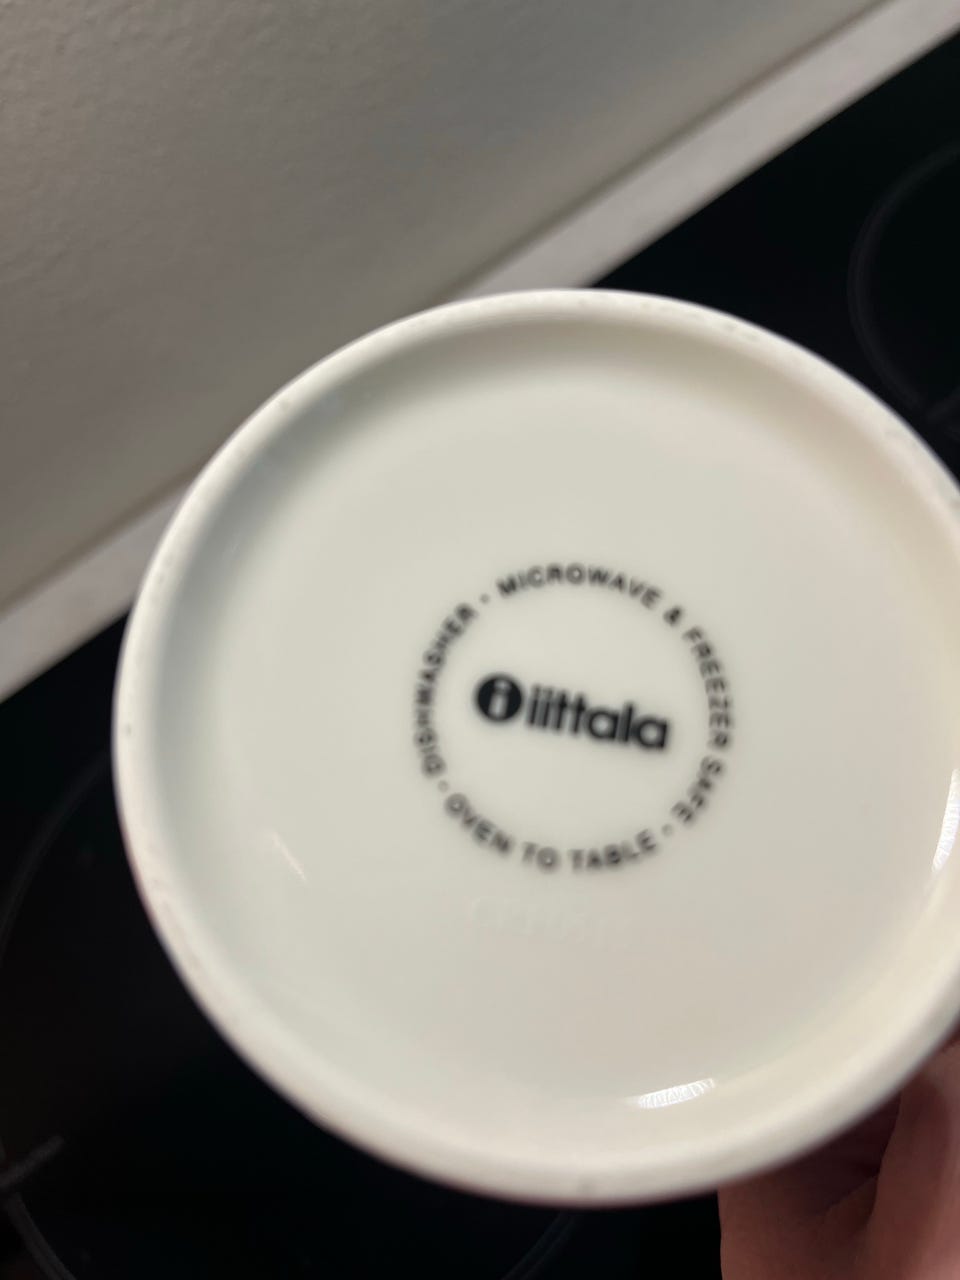 MICROWAVE & FREEZER SAFE · OVEN TO TABLE · DISHWASHER ·
i iittala